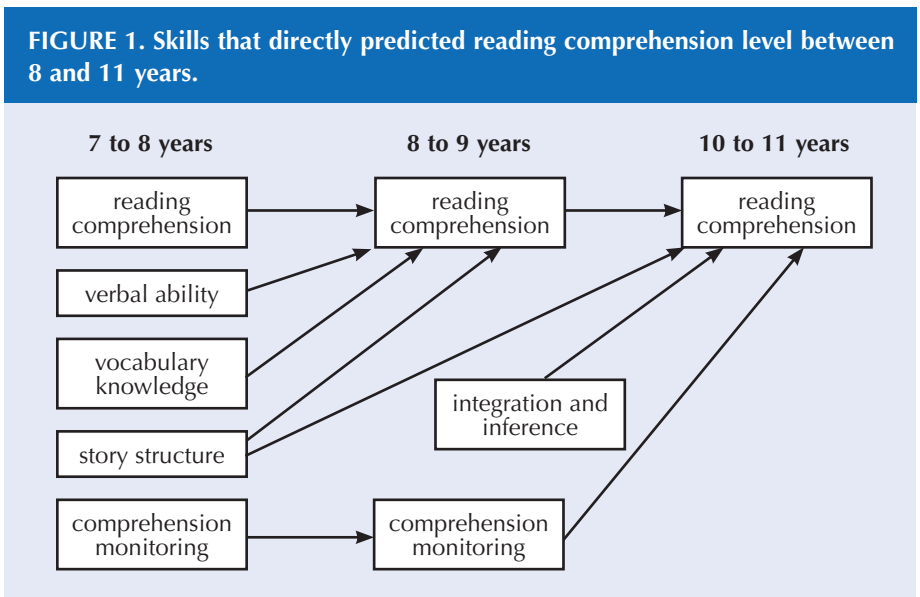 FIGURE 1. Skills that directly predicted reading comprehension level between
8 and 11 years.
7 to 8 years
8 to 9 years
10 to 11 years
reading
comprehension
reading
comprehension
reading
comprehension
verbal ability
vocabulary
knowledge
integration and
inference
story structure
comprehension
monitoring
comprehension
monitoring